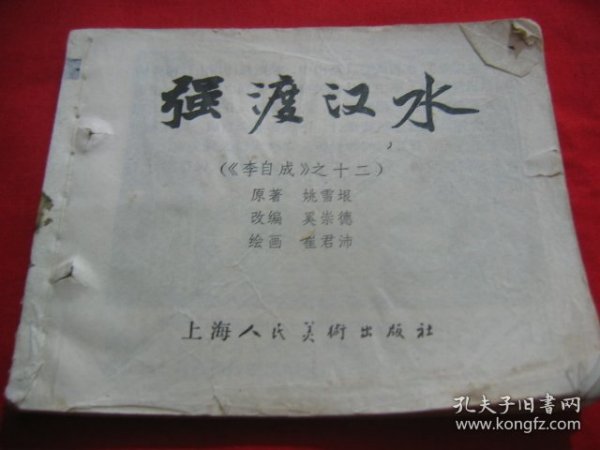 强渡汉水
(《李自成》之十二)
原著 姚雪垠
改编 奚崇德
绘画 崔君沛
上海人民美術出版社
孔夫子旧书网
www.kongfz.com